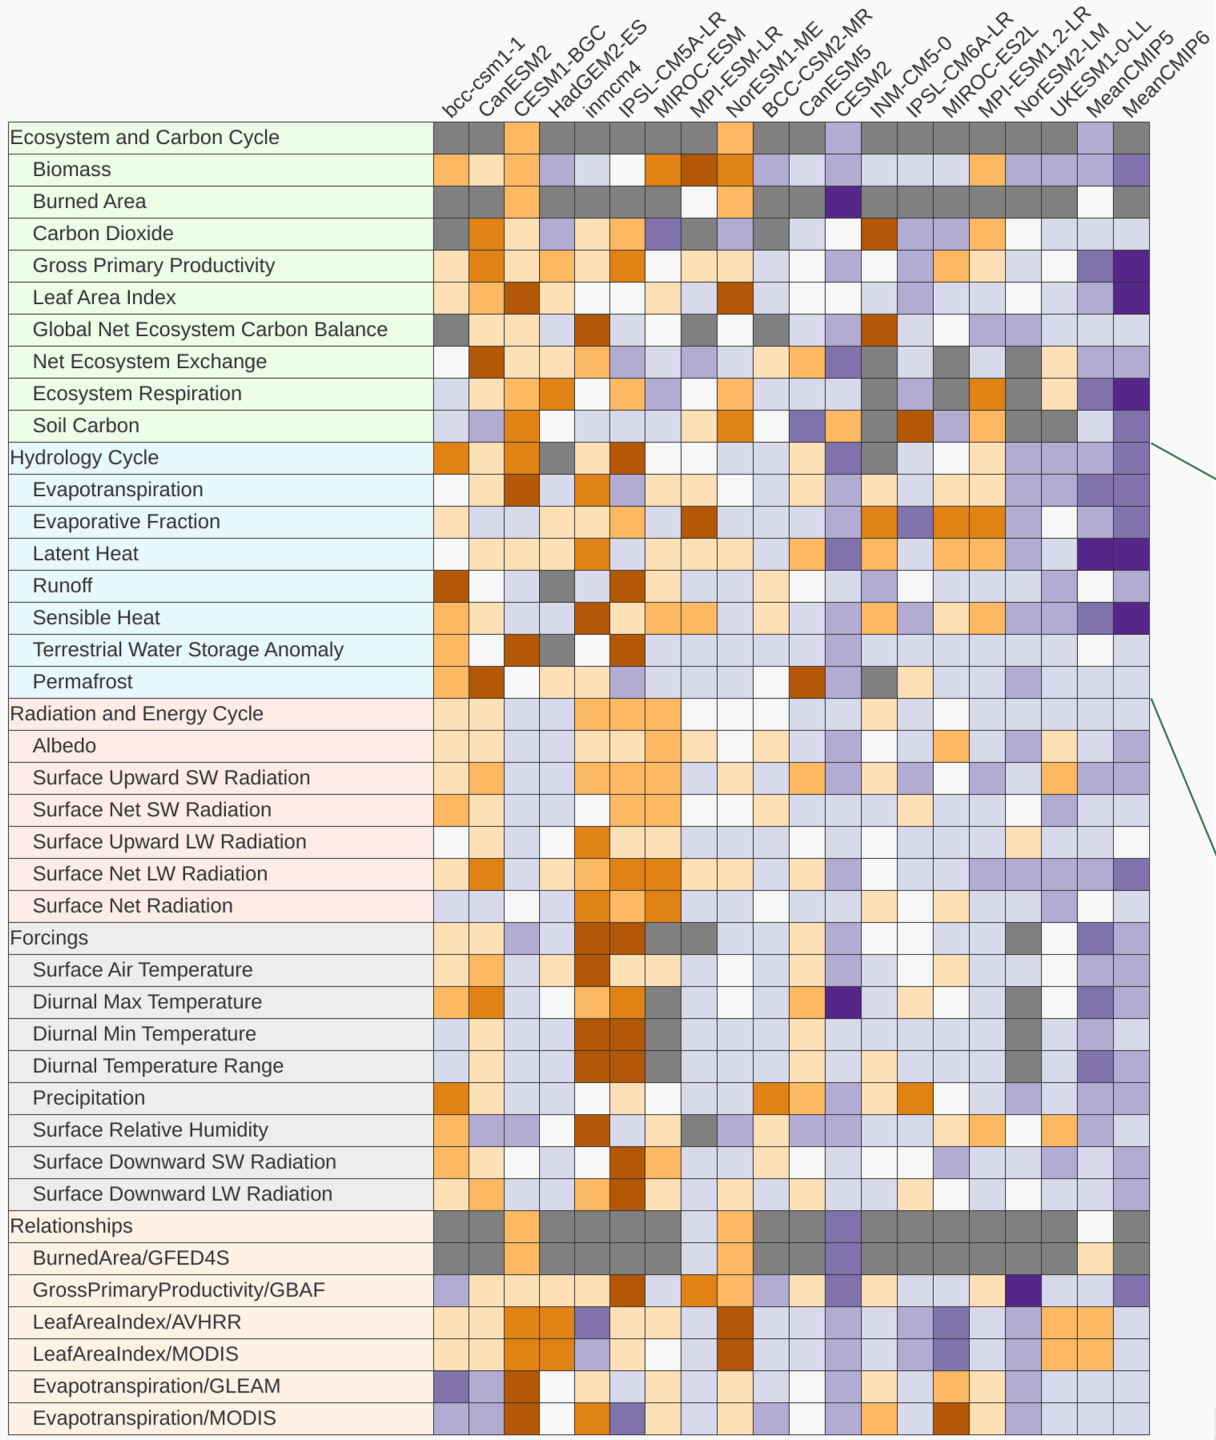 bcc-csm1-1
CanESM2
CESM1-BGC
HadGEM2-ES
inmcm4
IPSL-CM5A-LR
MIROC-ESM
MPI-ESM-LR
NorESM1-ME
BCC-CSM2-MR
CanESM5
CESM2
INM-CM5-0
IPSL-CM6A-LR
MIROC-ES2L
MPI-ESM1.2-LR
NorESM2-LM
UKESM1-0-LL
MeanCMIP5
MeanCMIP6
Ecosystem and Carbon Cycle
Biomass
Burned Area
Carbon Dioxide
Gross Primary Productivity
Leaf Area Index
Global Net Ecosystem Carbon Balance
Net Ecosystem Exchange
Ecosystem Respiration
Soil Carbon
Hydrology Cycle
Evapotranspiration
Evaporative Fraction
Latent Heat
Runoff
Sensible Heat
Terrestrial Water Storage Anomaly
Permafrost
Radiation and Energy Cycle
Albedo
Surface Upward SW Radiation
Surface Net SW Radiation
Surface Upward LW Radiation
Surface Net LW Radiation
Surface Net Radiation
Forcings
Surface Air Temperature
Diurnal Max Temperature
Diurnal Min Temperature
Diurnal Temperature Range
Precipitation
Surface Relative Humidity
Surface Downward SW Radiation
Surface Downward LW Radiation
Relationships
BurnedArea/GFED4S
GrossPrimaryProductivity/GBAF
LeafAreaIndex/AVHRR
LeafAreaIndex/MODIS
Evapotranspiration/GLEAM
Evapotranspiration/MODIS